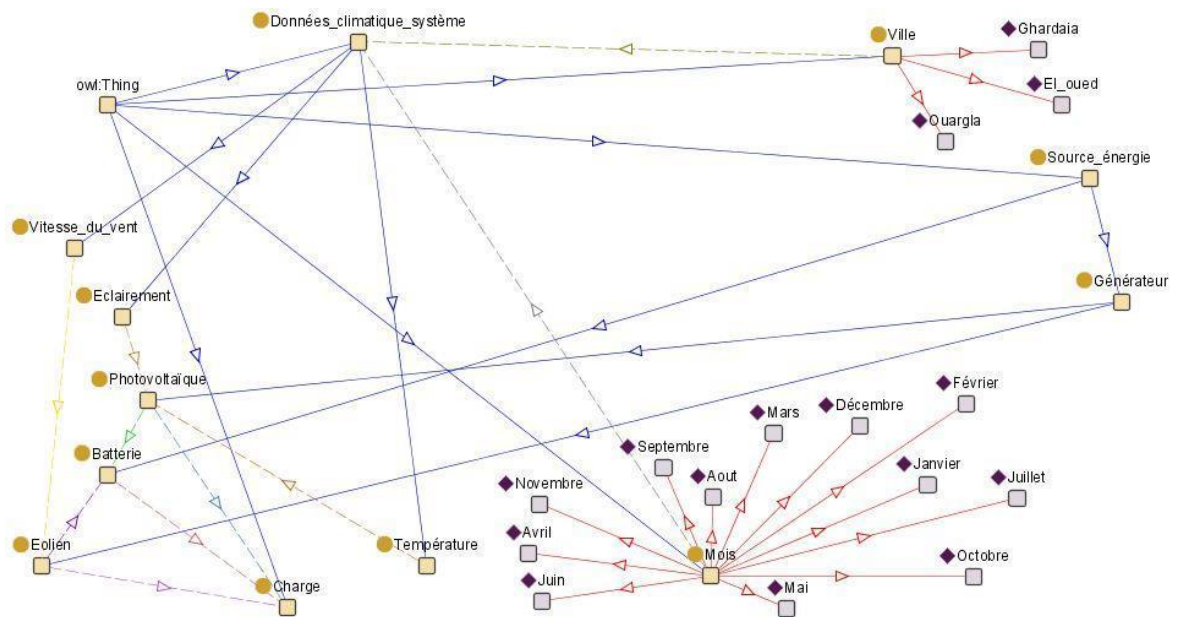 Données_climatique_système
Ville
Ghardaia
owl:Thing
El_oued
Ouargla
Source_énergie
Vitesse_du_vent
Eclairement
Générateur
Photovoltaïque
Février
Mars
Décembre
Septembre
Batterie
Aout
Janvier
Juillet
Novembre
Avril
Eolien
Température
Mois
Octobre
Juin
Charge
Mai